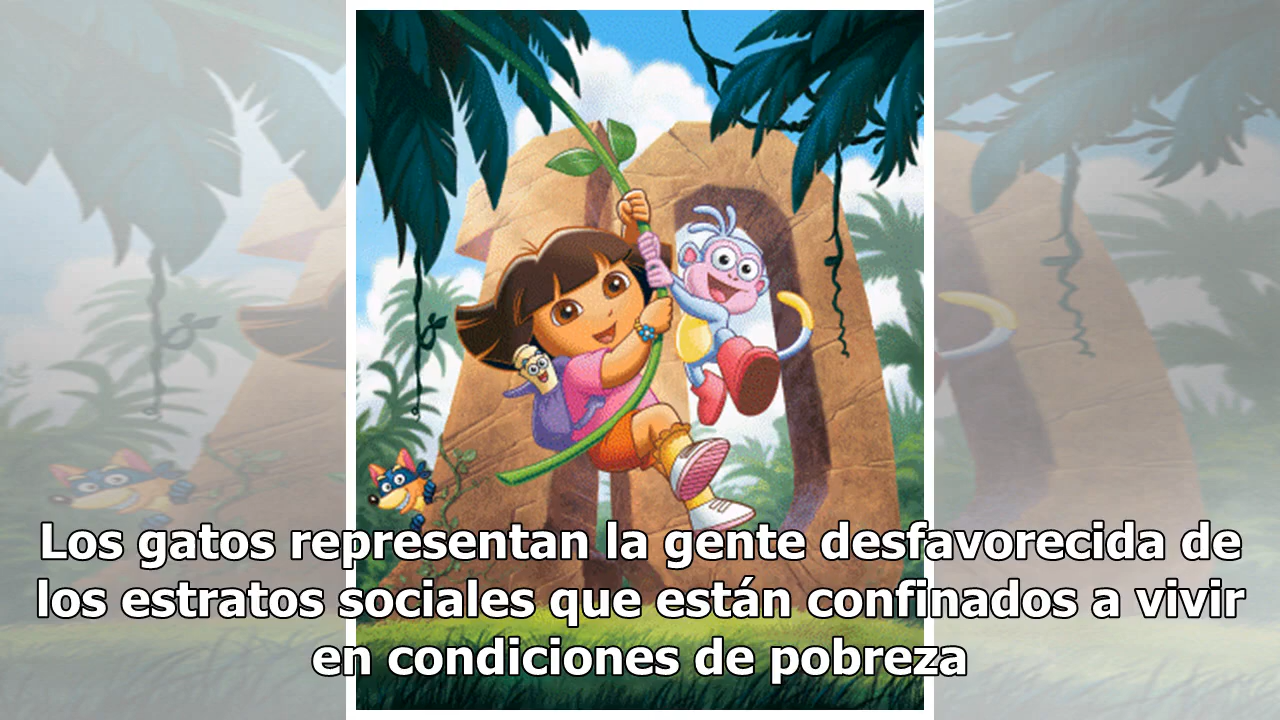 Los gatos representan la gente desfavorecida de
los estratos sociales que están confinados a vivir
en condiciones de pobreza